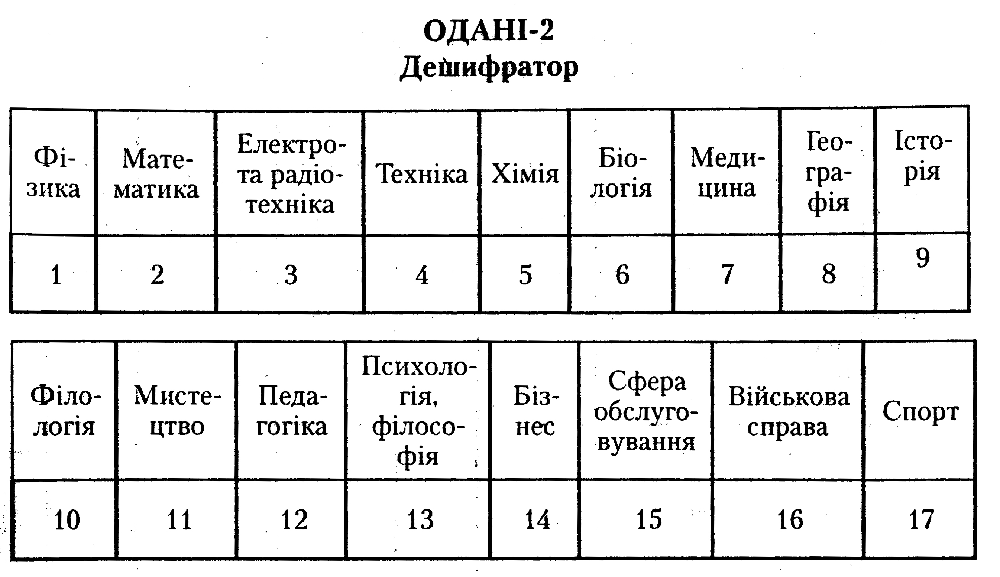 ОДАНІ-2
Дешифратор
Фі-
зика
Мате-
матика
Електро-
та радіо-
техніка
Техніка
Хімія
Біо-
логія
Меди-
цина
Гео-
гра-
фія
Істо-
рія
1 2 3 4 5 6 7 8 9
Філо-
логія
Мисте-
цтво
Педа-
гогіка
Психоло-
гія,
філосо-
фія
Біз-
нес
Сфера
обслуго-
вування
Військова
справа
Спорт
10 11 12 13 14 15 16 17